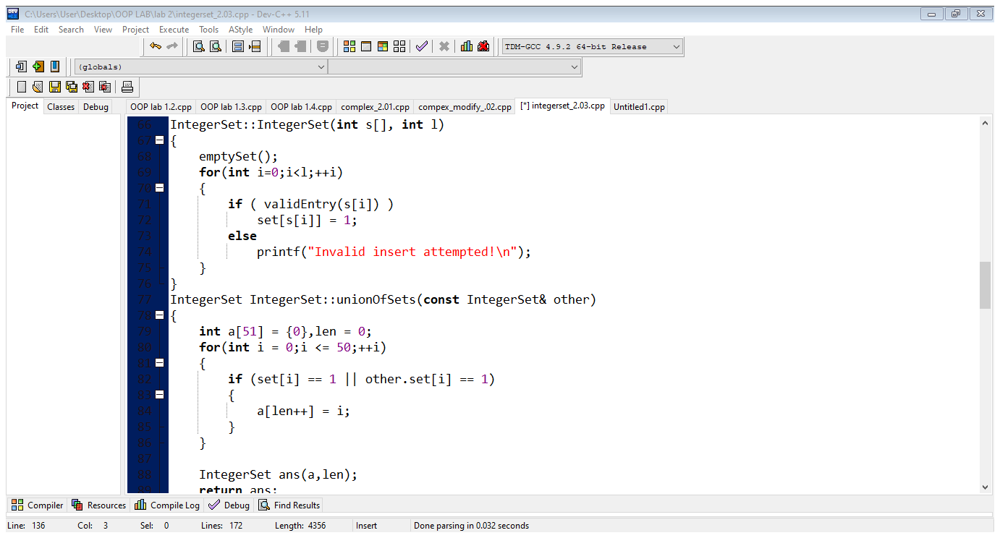 C:\Users\User\Desktop\OOP LAB\lab 2\integerset_2.03.cpp - Dev-C++ 5.11
File Edit Search View Project Execute Tools AStyle Window Help
TDM-GCC 4.9.2 64-bit Release
(globals)
Project Classes Debug OOP lab 1.2.cpp OOP lab 1.3.cpp OOP lab 1.4.cpp complex_2.01.cpp compex_modify_.02.cpp [*] integerset_2.03.cpp Untitled1.cpp
66 IntegerSet::IntegerSet(int s[], int l)
67 {
68 emptySet();
69 for(int i=0;i<l;++i)
70 {
71 if ( validEntry(s[i]) )
72 set[s[i]] = 1;
73 else
74 printf("Invalid insert attempted!\n");
75 }
76 }
77 IntegerSet IntegerSet::unionOfSets(const IntegerSet& other)
78 {
79 int a[51] = {0},len = 0;
80 for(int i = 0;i <= 50;++i)
81 {
82 if (set[i] == 1 || other.set[i] == 1)
83 {
84 a[len++] = i;
85 }
86 }
87
88 IntegerSet ans(a,len);
89 return ans;
Compiler Resources Compile Log Debug Find Results
Line: 136 Col: 3 Sel: 0 Lines: 172 Length: 4356 Insert Done parsing in 0.032 seconds